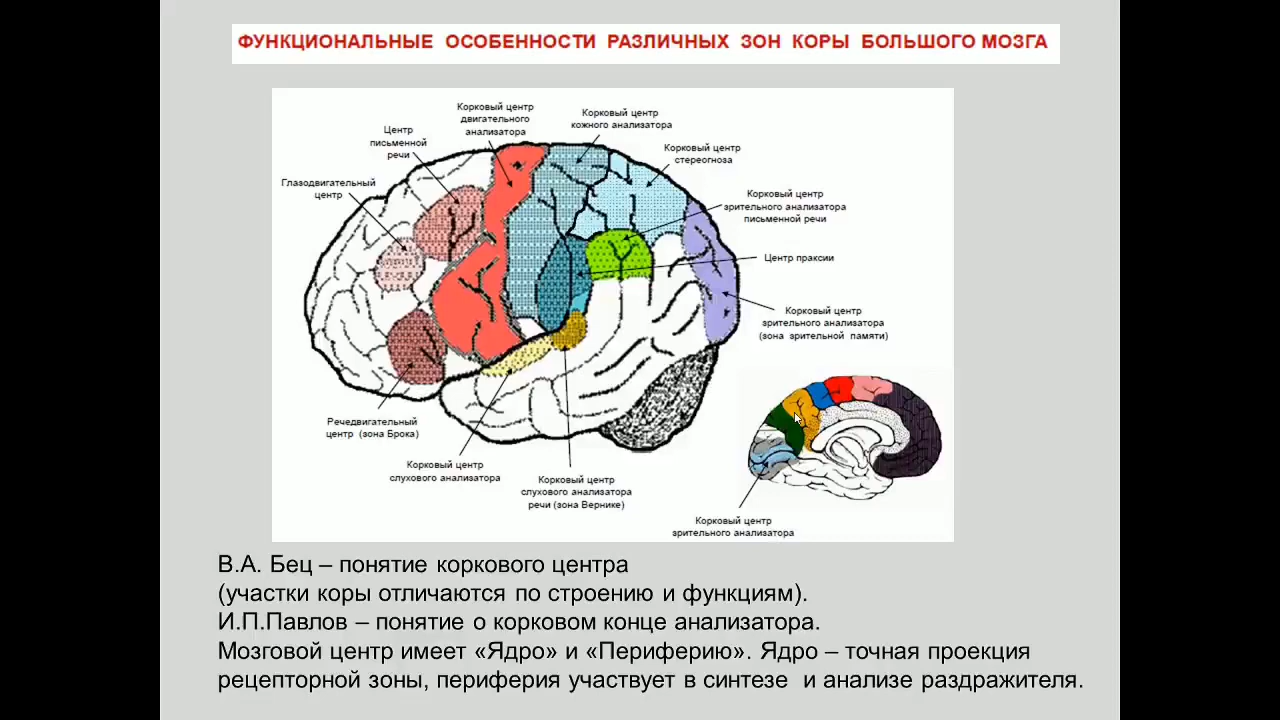 ФУНКЦИОНАЛЬНЫЕ ОСОБЕННОСТИ РАЗЛИЧНЫХ ЗОН КОРЫ БОЛЬШОГО МОЗГА
Корковый центр
двигательного
анализатора
Корковый центр
кожного анализатора
Центр
письменной
речи
Корковый центр
стереогноза
Глазодвигательный
центр
Корковый центр
зрительного анализатора
письменной речи
Центр праксии
Корковый центр
зрительного анализатора
(зона зрительной памяти)
Речедвигательный
центр (зона Брока)
Корковый центр
слухового анализатора
Корковый центр
слухового анализатора
речи (зона Вернике)
Корковый центр
зрительного анализатора
В.А. Бец – понятие коркового центра
(участки коры отличаются по строению и функциям).
И.П.Павлов – понятие о корковом конце анализатора.
Мозговой центр имеет «Ядро» и «Периферию». Ядро – точная проекция
рецепторной зоны, периферия участвует в синтезе и анализе раздражителя.